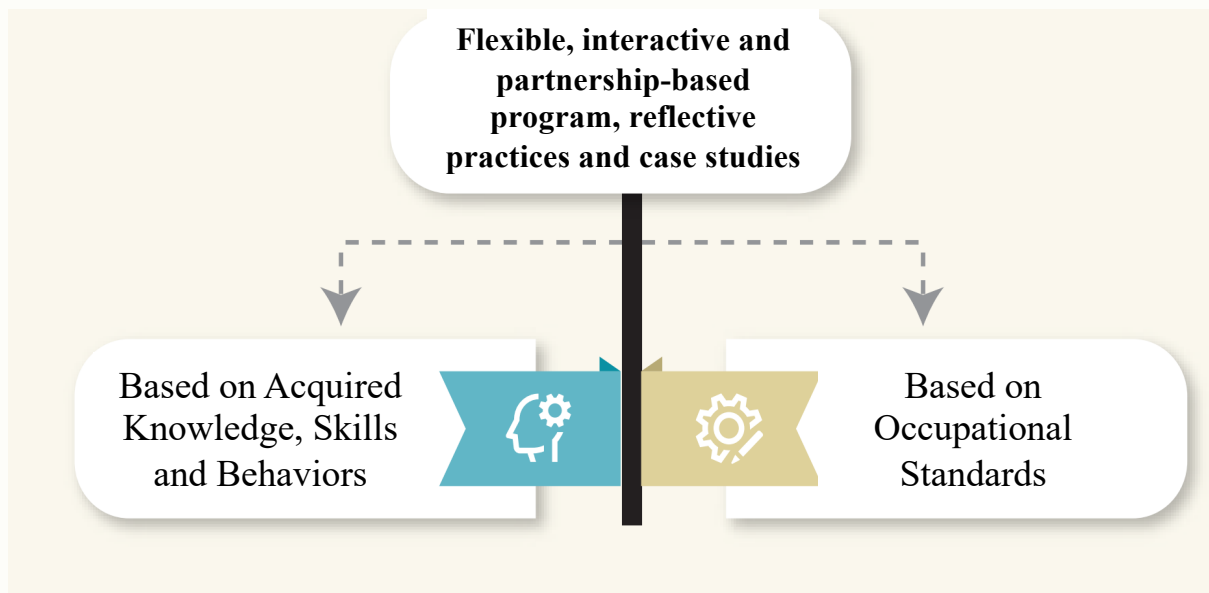 Flexible, interactive and
partnership-based
program, reflective
practices and case studies
Based on Acquired
Knowledge, Skills
and Behaviors
Based on
Occupational
Standards